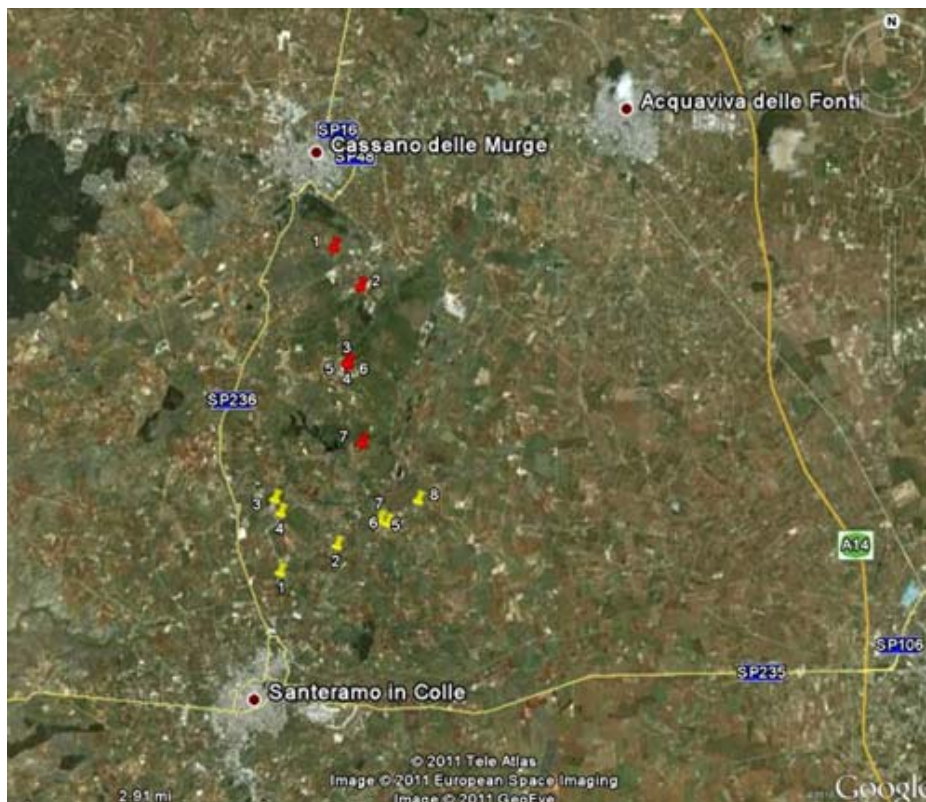 N
Acquaviva delle Fonti
SP16
Cassano delle Murge
SP48
1
2
3
5 6
4
SP236
7
3
4
7
8
6 5
2
1
A14
SP106
SP235
Santeramo in Colle
© 2011 Tele Atlas
Image © 2011 European Space Imaging
Image © 2011 GeoEye
2.91 mi
Google